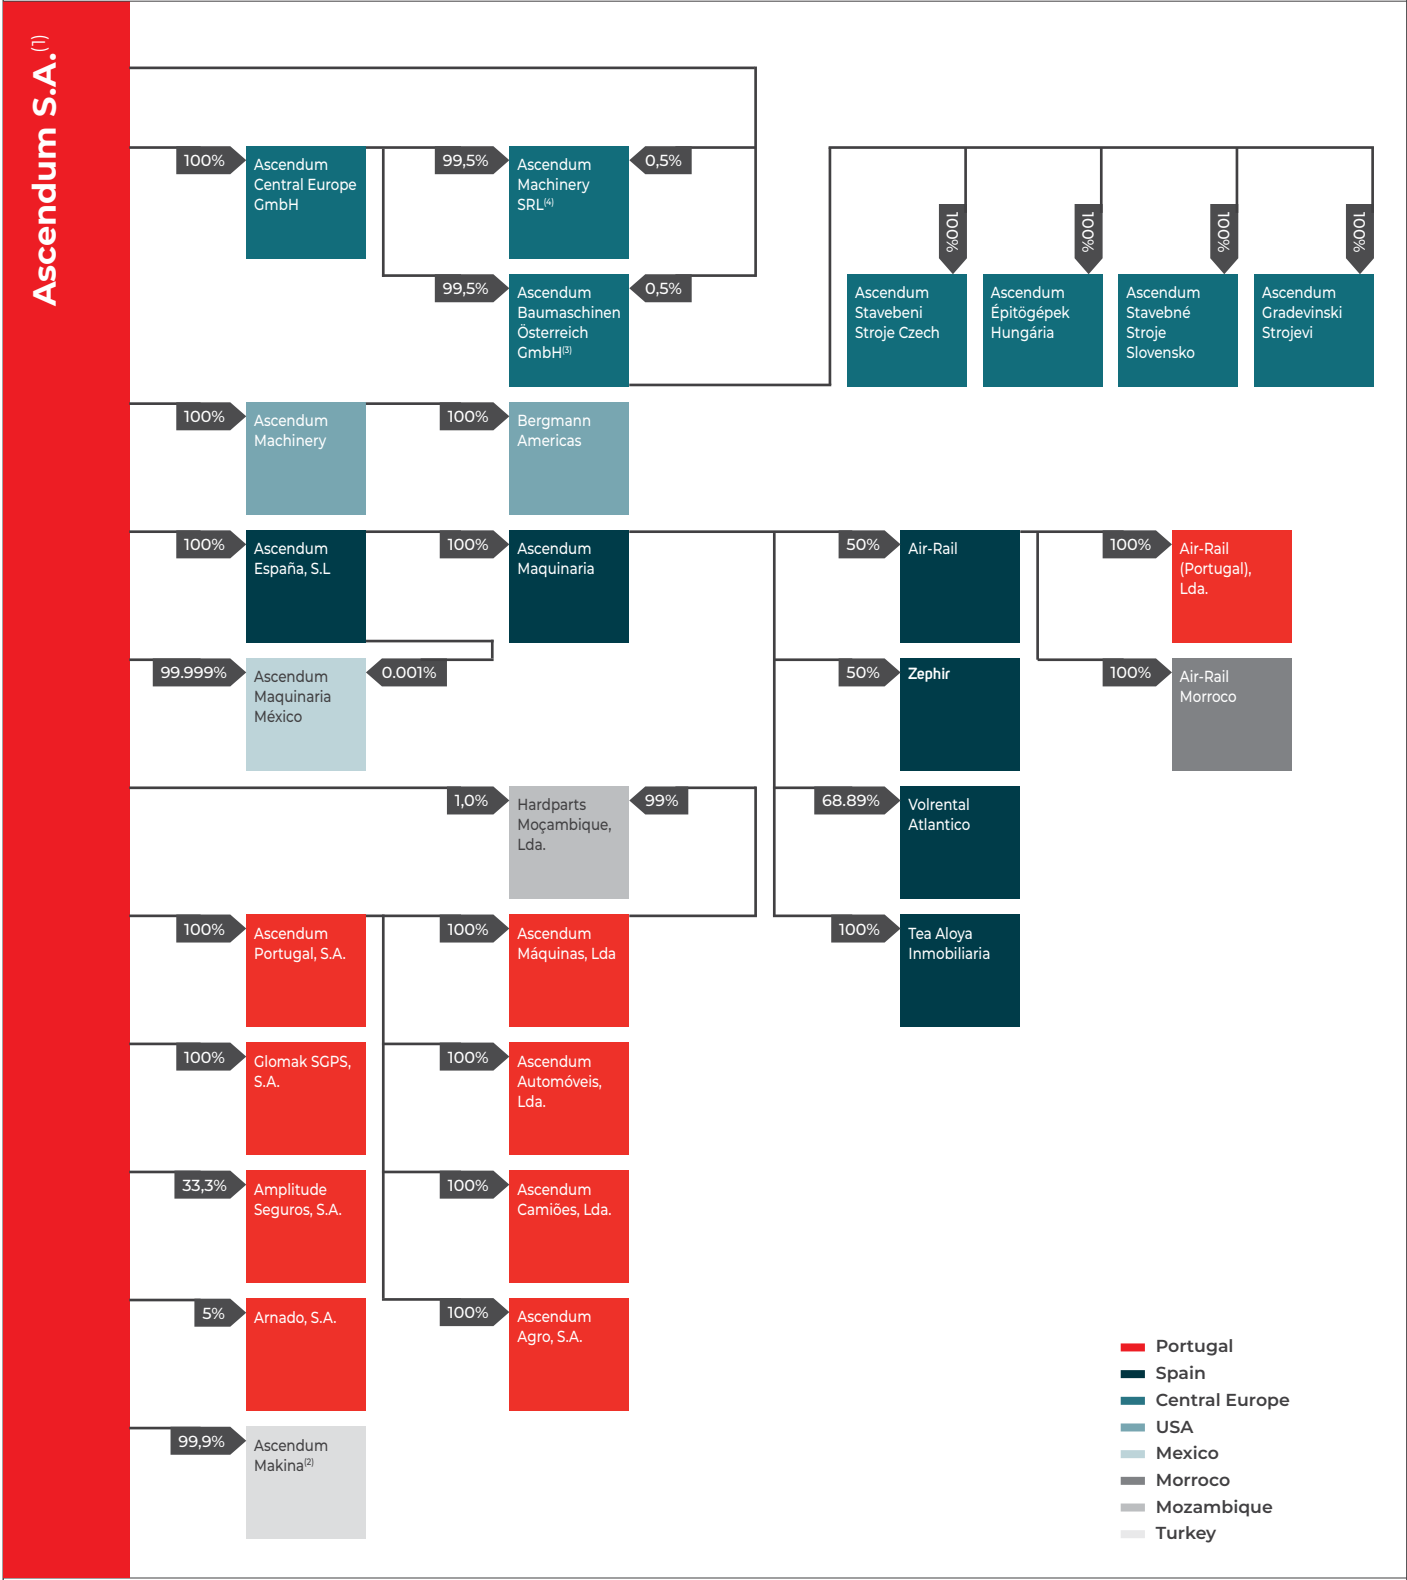 Ascendum S.A.(1)
100%
Ascendum
Central Europe
GmbH
99,5%
Ascendum
Machinery
SRL(4)
0,5%
99,5%
Ascendum
Baumaschinen
Österreich
GmbH(3)
0,5%
100%
100%
100%
100%
Ascendum
Stavebeni
Stroje Czech
Ascendum
Épitögépek
Hungária
Ascendum
Stavebné
Stroje
Slovensko
Ascendum
Gradevinski
Strojevi
100%
Ascendum
Machinery
100%
Bergmann
Americas
100%
Ascendum
España, S.L
100%
Ascendum
Maquinaria
50%
Air-Rail
100%
Air-Rail
(Portugal),
Lda.
99.999%
Ascendum
Maquinaria
México
0.001%
50%
Zephir
100%
Air-Rail
Morroco
1,0%
Hardparts
Moçambique,
Lda.
99%
68.89%
Volrental
Atlantico
100%
Ascendum
Portugal, S.A.
100%
Ascendum
Máquinas, Lda
100%
Tea Aloya
Inmobiliaria
100%
Glomak SGPS,
S.A.
100%
Ascendum
Automóveis,
Lda.
33,3%
Amplitude
Seguros, S.A.
100%
Ascendum
Camiões, Lda.
5%
Arnado, S.A.
100%
Ascendum
Agro, S.A.
99,9%
Ascendum
Makina(2)
Portugal
Spain
Central Europe
USA
Mexico
Morroco
Mozambique
Turkey